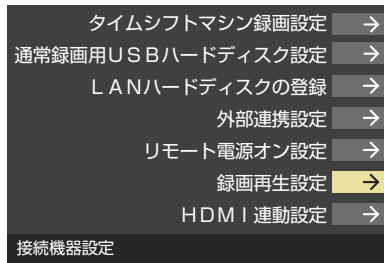 タイムシフトマシン録画設定 →
通常録画用ＵＳＢハードディスク設定 →
ＬＡＮハードディスクの登録 →
外部連携設定 →
リモート電源オン設定 →
録画再生設定 →
ＨＤＭＩ連動設定 →
接続機器設定